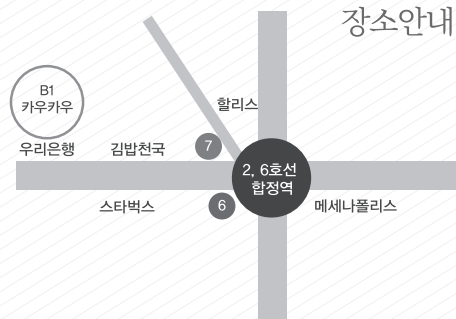 장소안내
B1
카우카우
할리스
우리은행
김밥천국
7
2, 6호선
합정역
스타벅스
6
메세나폴리스